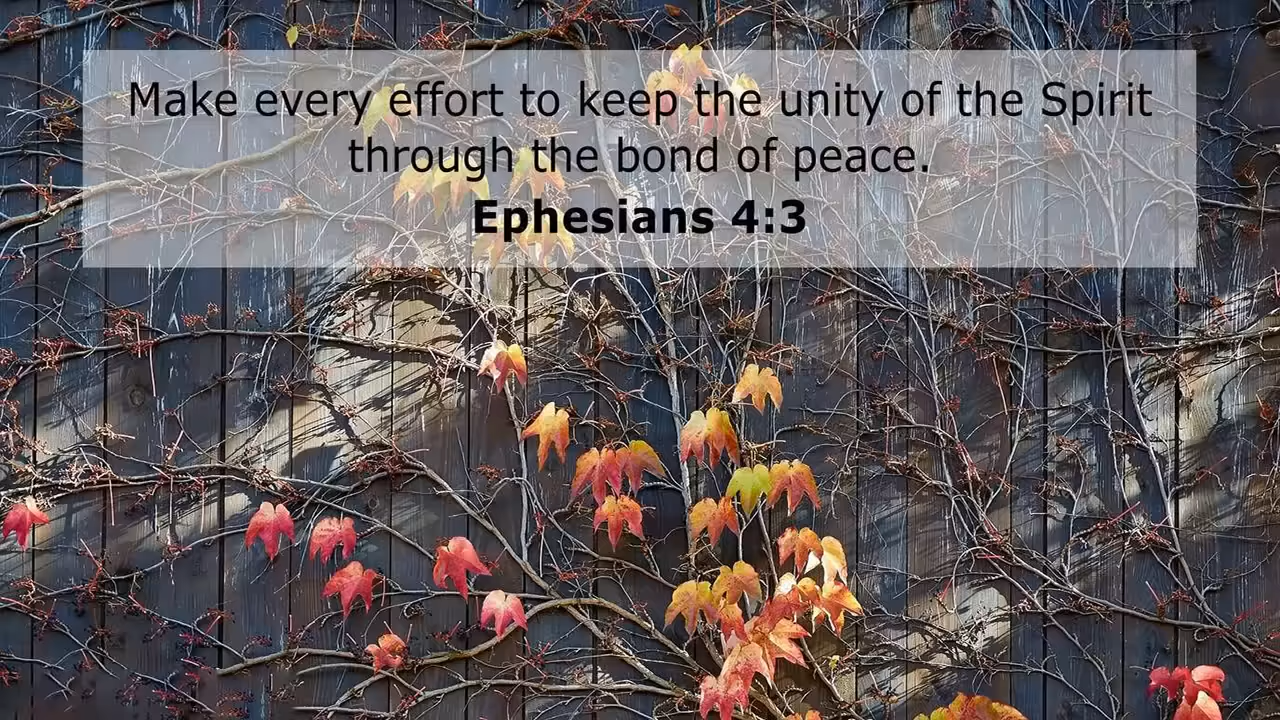 Make every effort to keep the unity of the Spirit
through the bond of peace.
Ephesians 4:3